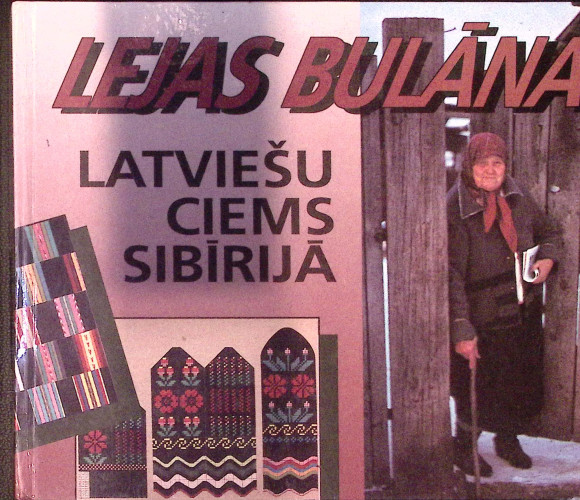 LEJAS BULĀNA
LATVIEŠU
CIEMS
SIBĪRIJĀ